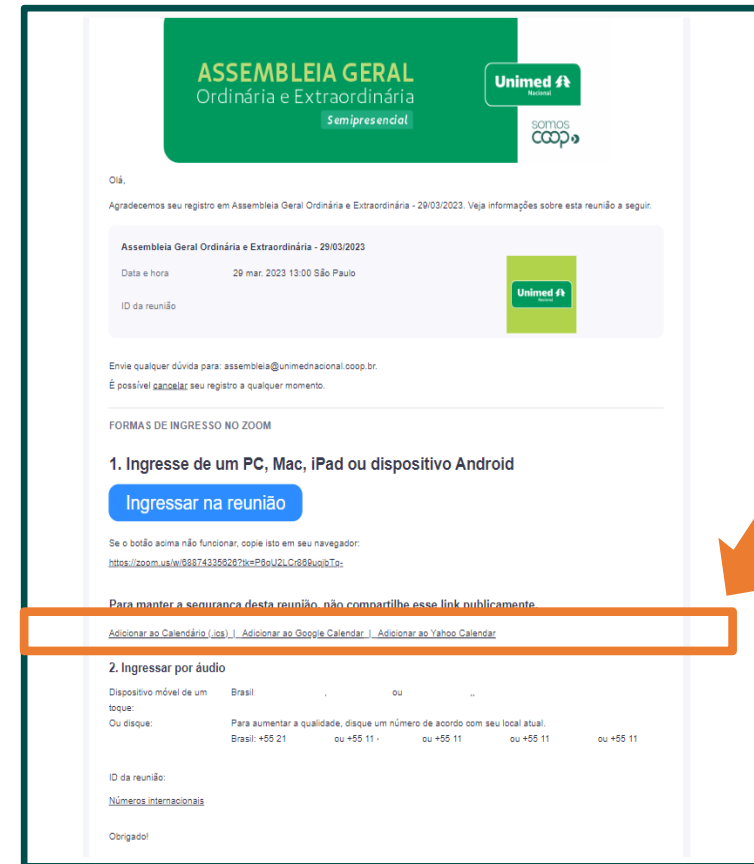 ASSEMBLEIA GERAL
Ordinária e Extraordinária
Semipresencial
Unimed
Nacional
somos
coop
Olá,
Agradecemos seu registro em Assembleia Geral Ordinária e Extraordinária - 29/03/2023. Veja informações sobre esta reunião a seguir.
Assembleia Geral Ordinária e Extraordinária - 29/03/2023
Data e hora 29 mar. 2023 13:00 São Paulo
ID da reunião
Unimed
Nacional
Envie qualquer dúvida para: assembleia@unimednacional.coop.br.
É possível cancelar seu registro a qualquer momento.
FORMAS DE INGRESSO NO ZOOM
1. Ingresse de um PC, Mac, iPad ou dispositivo Android
Ingressar na reunião
Se o botão acima não funcionar, copie isto em seu navegador:
https://zoom.us/w/68874335626?tk=P6qU2LCr869uqjbTq-
Para manter a segurança desta reunião, não compartilhe esse link publicamente.
Adicionar ao Calendário (.ics) | Adicionar ao Google Calendar | Adicionar ao Yahoo Calendar
2. Ingressar por áudio
Dispositivo móvel de um Brasil , ou ,,
toque:
Ou disque: Para aumentar a qualidade, disque um número de acordo com seu local atual.
Brasil: +55 21 ou +55 11 - ou +55 11 ou +55 11 ou +55 11
ID da reunião:
Números internacionais
Obrigado!